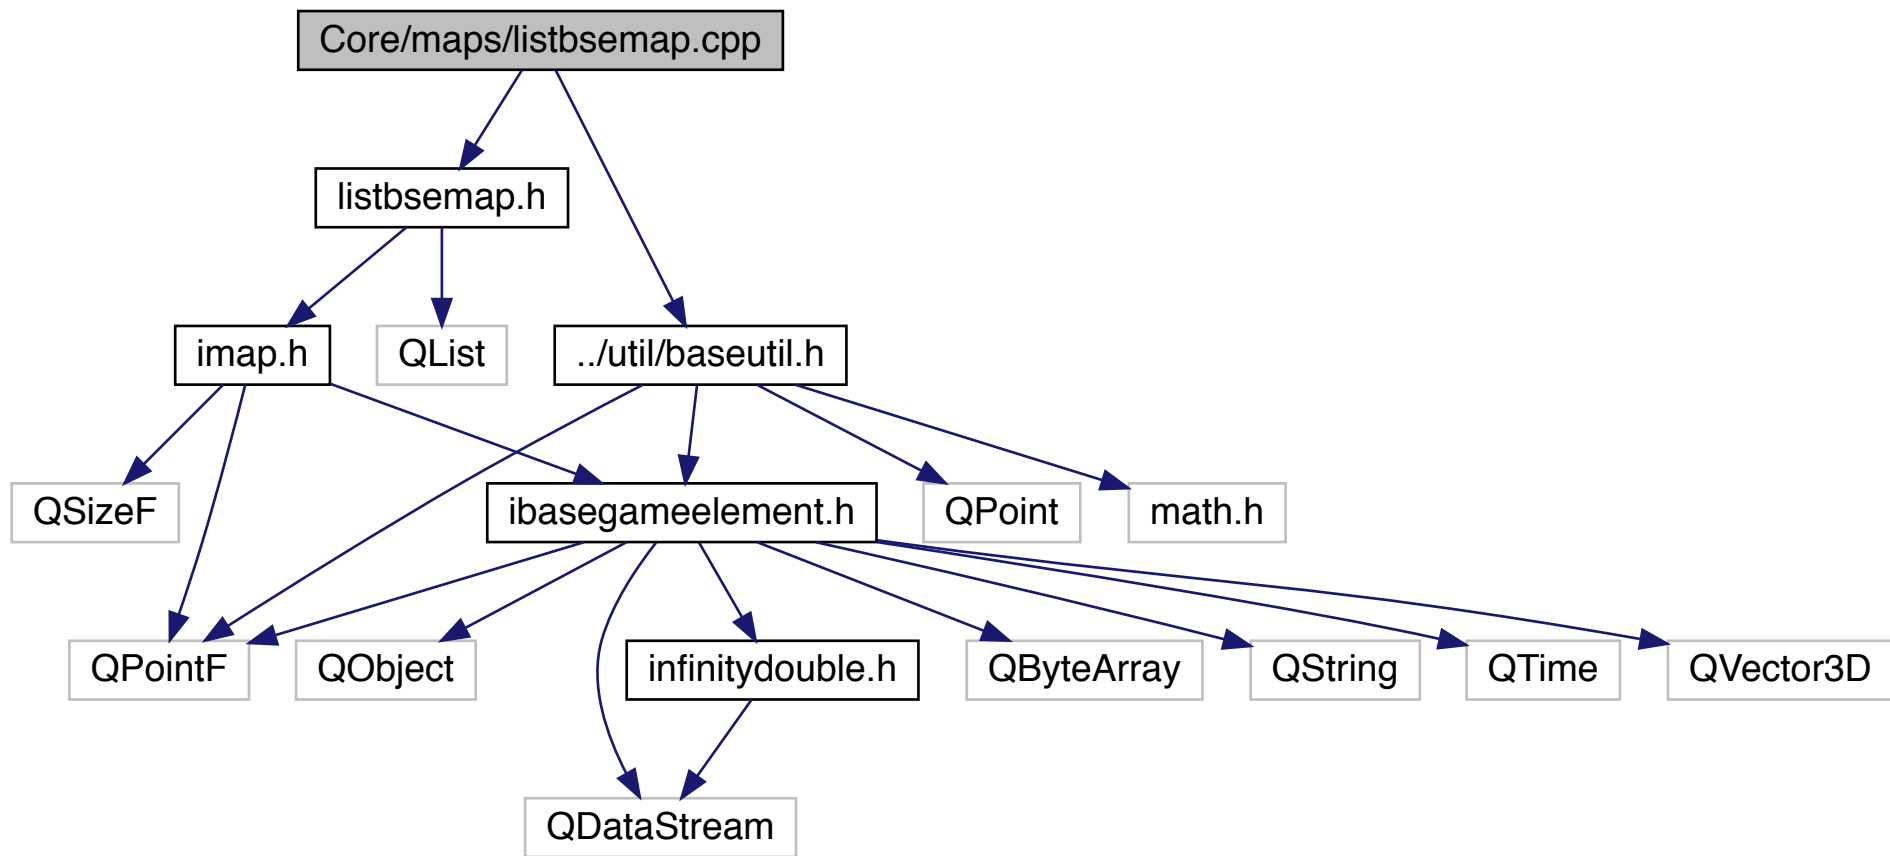 Core/maps/listbsemap.cpp
listbsemap.h
imap.h
QList
../util/baseutil.h
QSizeF
ibasegameelement.h
QPoint
math.h
QPointF
QObject
infinitydouble.h
QByteArray
QString
QTime
QVector3D
QDataStream